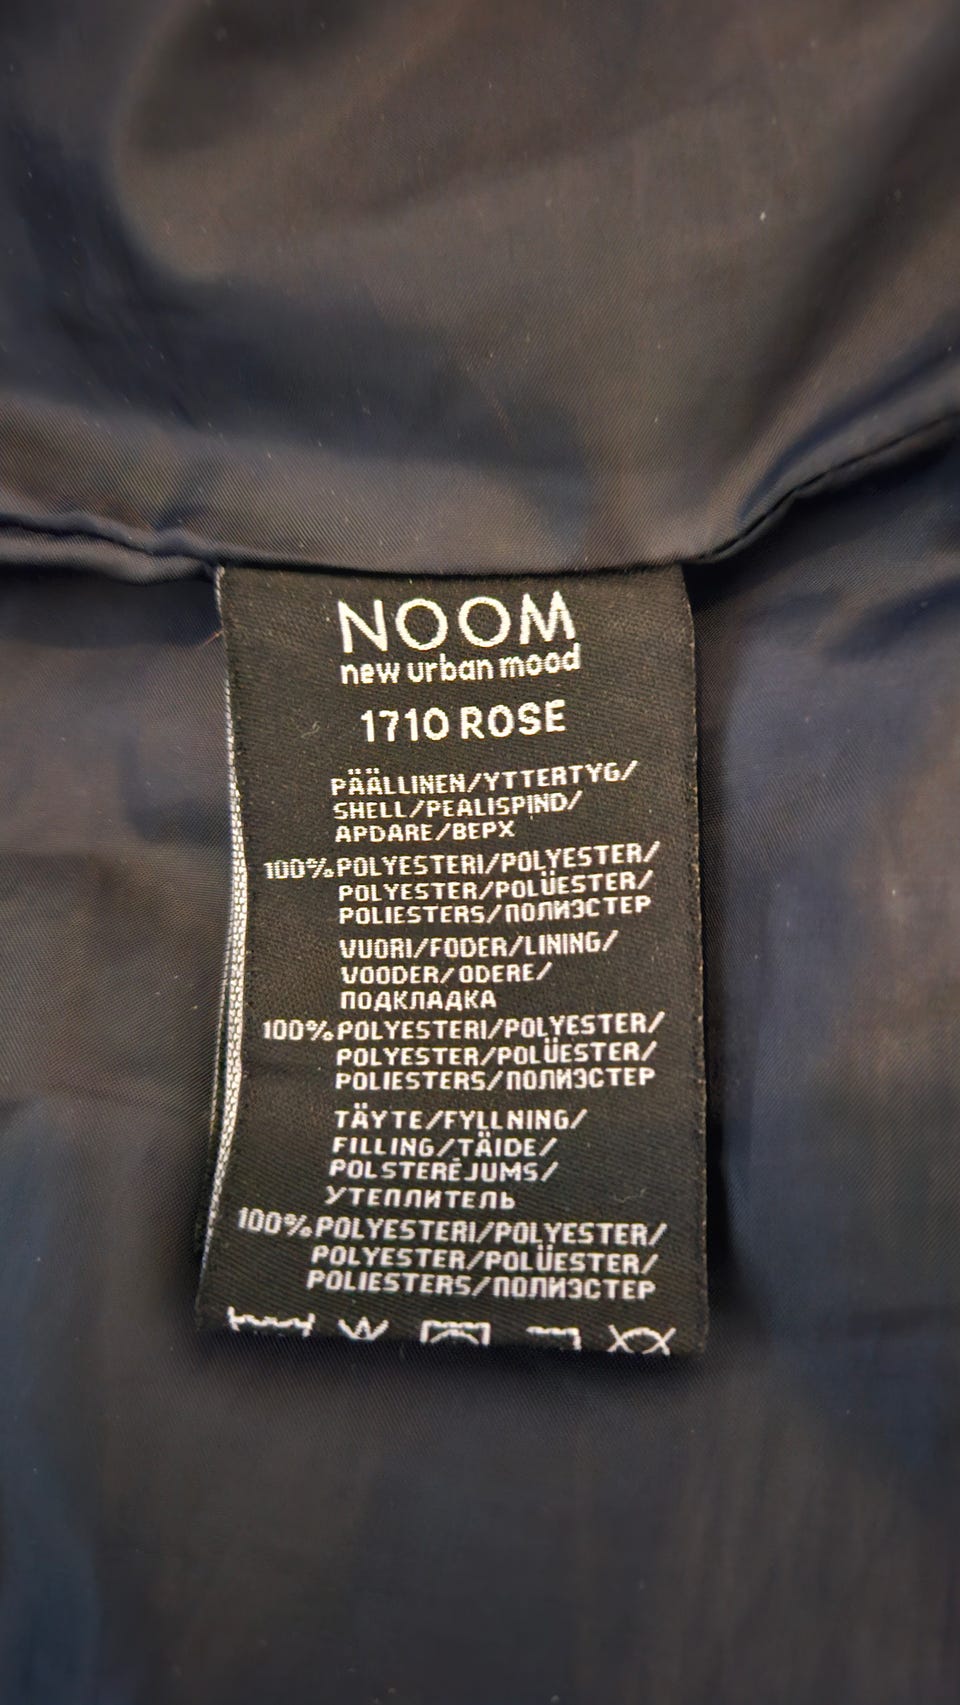 NOOM
new urban mood
1710 ROSE
PÄÄLLINEN/YTTERTYG/
SHELL/PEALISPIND/
APDARE/ВЕРХ
100% POLYESTERI/POLYESTER/
POLYESTER/POLÜESTER/
POLIESTERS/ПОЛИЭСТЕР
VUORI/FODER/LINING/
VOODER/ODERE/
ПОДКЛАДКА
100% POLYESTERI/POLYESTER/
POLYESTER/POLÜESTER/
POLIESTERS/ПОЛИЭСТЕР
TÄYTE/FYLLNING/
FILLING/TÄIDE/
POLSTERĖJUMS/
УТЕПЛИТЕЛЬ
100% POLYESTERI/POLYESTER/
POLYESTER/POLÜESTER/
POLIESTERS/ПОЛИЭСТЕР